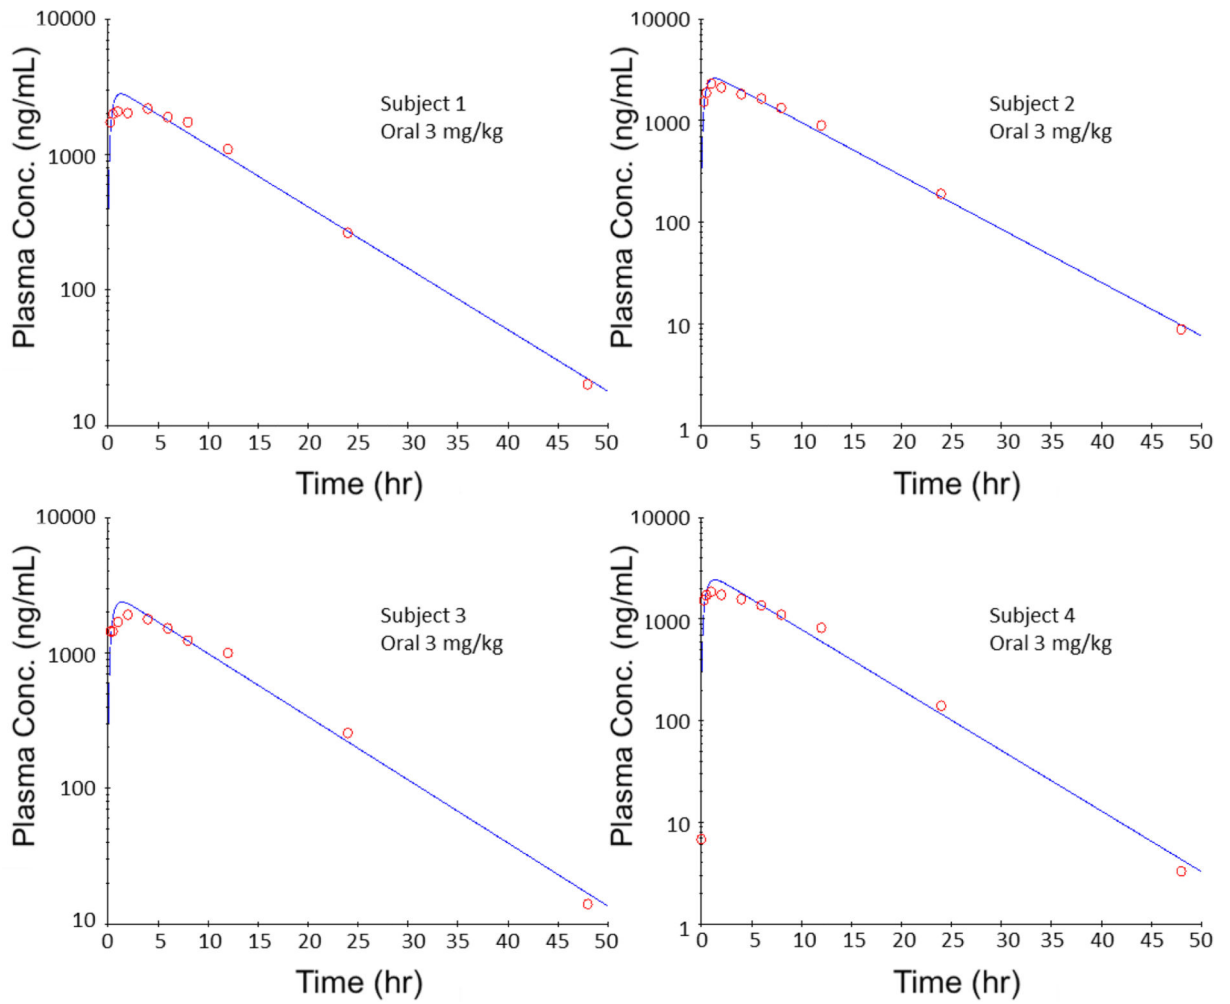 10000
1000
100
10
Plasma Conc. (ng/mL)
Subject 1
Oral 3 mg/kg
0 5 10 15 20 25 30 35 40 45 50
Time (hr)
10000
1000
100
10
1
Plasma Conc. (ng/mL)
Subject 2
Oral 3 mg/kg
0 5 10 15 20 25 30 35 40 45 50
Time (hr)
10000
1000
100
10
Plasma Conc. (ng/mL)
Subject 3
Oral 3 mg/kg
0 5 10 15 20 25 30 35 40 45 50
Time (hr)
10000
1000
100
10
1
Plasma Conc. (ng/mL)
Subject 4
Oral 3 mg/kg
0 5 10 15 20 25 30 35 40 45 50
Time (hr)